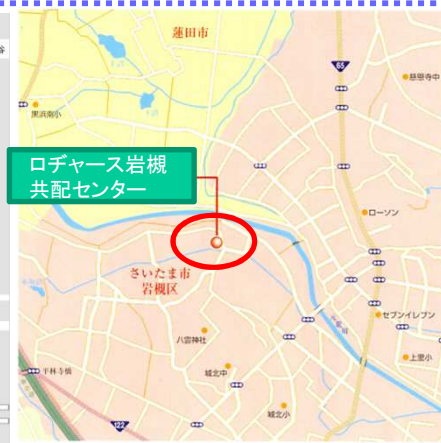 蓮田市
65
慈恩寺中
黒浜南小
ロヂャース岩槻
共配センター
ローソン
さいたま市
岩槻区
セブンイレブン
八雲神社
上里小
平林寺橋
城北中
城北小
122